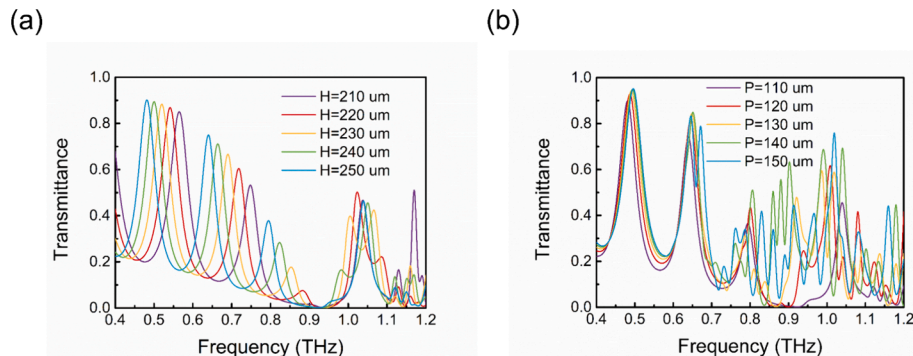 (a)
(b)
1.0
0.8
0.6
0.4
0.2
0.0
Transmittance
H=210 um
H=220 um
H=230 um
H=240 um
H=250 um
0.4 0.5 0.6 0.7 0.8 0.9 1.0 1.1 1.2
Frequency (THz)
1.0
0.8
0.6
0.4
0.2
0.0
Transmittance
P=110 um
P=120 um
P=130 um
P=140 um
P=150 um
0.4 0.5 0.6 0.7 0.8 0.9 1.0 1.1 1.2
Frequency (THz)